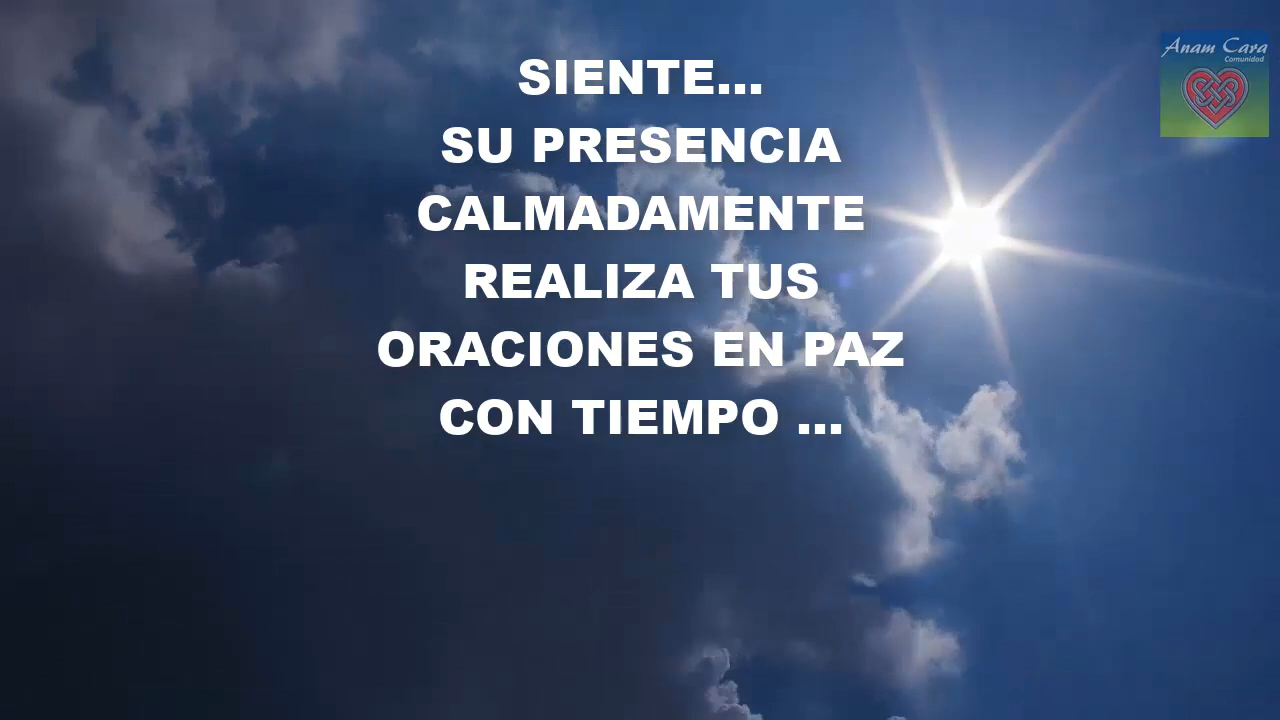 SIENTE...
SU PRESENCIA
CALMADAMENTE
REALIZA TUS
ORACIONES EN PAZ
CON TIEMPO ...
Anam Cara
Comunidad